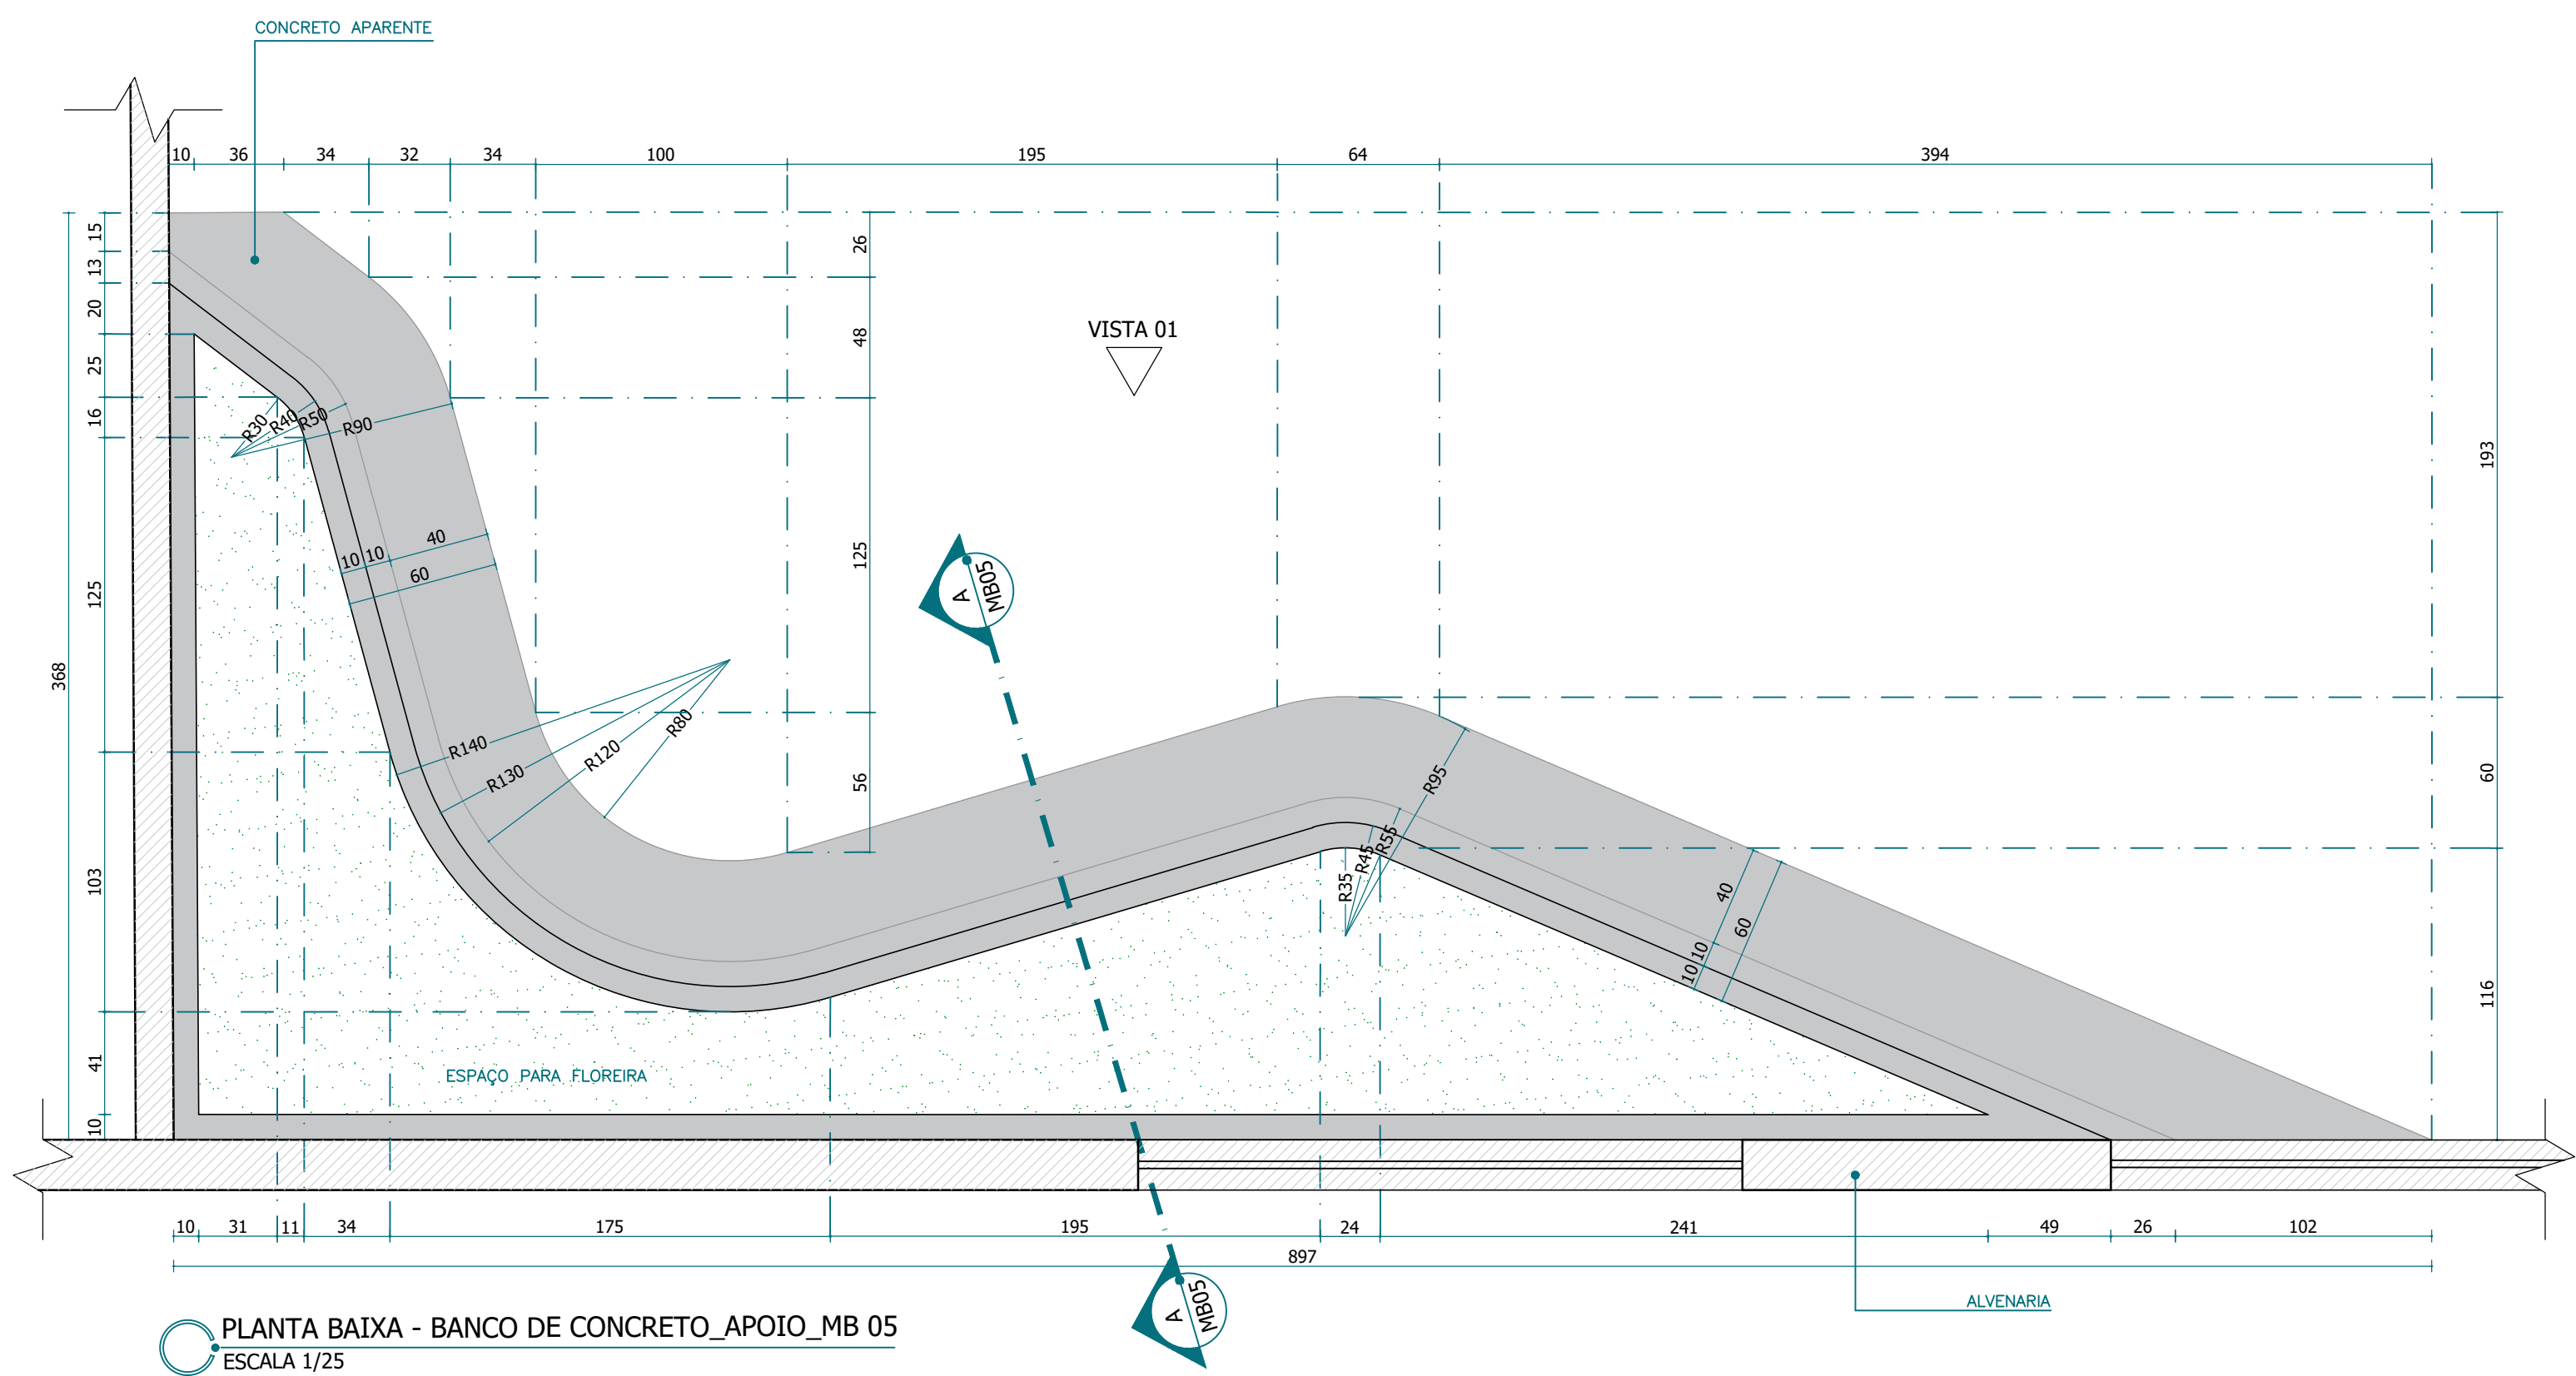 CONCRETO APARENTE
10 36 34 32 34 100 195 64 394
15
13
20
25
16
125
103
41
10
368
26
48
125
56
193
60
116
VISTA 01
R30 R40 R50 R90
10 10 40
60
A
MB05
R140
R130
R120
R80
R95
R55
R45
R35
40
10 10
60
ESPAÇO PARA FLOREIRA
10 31 11 34 175 195 24 241 49 26 102
897
A
MB05
ALVENARIA
PLANTA BAIXA - BANCO DE CONCRETO_APOIO_MB 05
ESCALA 1/25